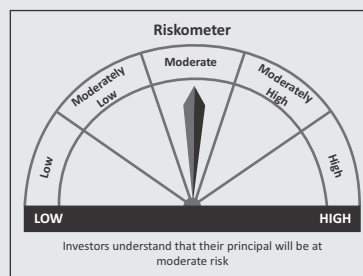 Riskometer
Low
Moderately
Low
Moderate
Moderately
High
High
LOW
HIGH
Investors understand that their principal will be at
moderate risk